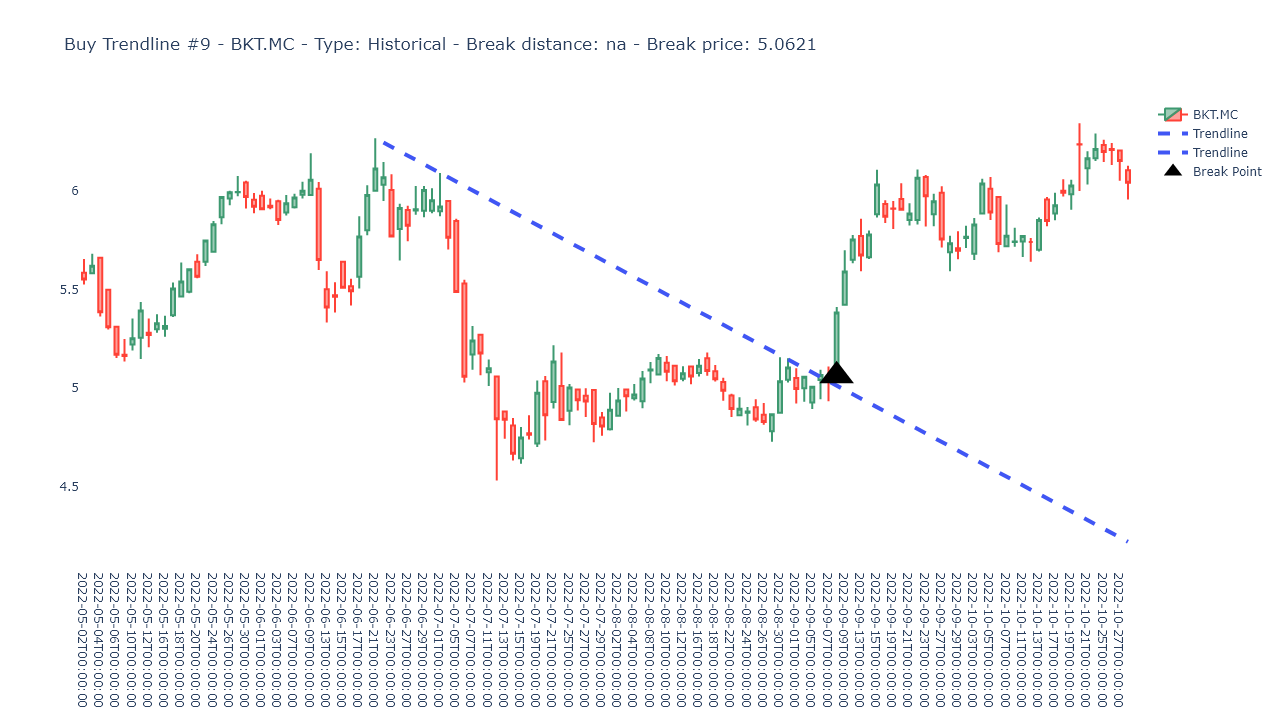 Buy Trendline #9 - BKT.MC - Type: Historical - Break distance: na - Break price: 5.0621
BKT.MC
Trendline
Trendline
Break Point
6
5.5
5
4.5
2022-05-02T00:00:00
2022-05-04T00:00:00
2022-05-06T00:00:00
2022-05-10T00:00:00
2022-05-12T00:00:00
2022-05-16T00:00:00
2022-05-18T00:00:00
2022-05-20T00:00:00
2022-05-24T00:00:00
2022-05-26T00:00:00
2022-05-30T00:00:00
2022-06-01T00:00:00
2022-06-03T00:00:00
2022-06-07T00:00:00
2022-06-09T00:00:00
2022-06-13T00:00:00
2022-06-15T00:00:00
2022-06-17T00:00:00
2022-06-21T00:00:00
2022-06-23T00:00:00
2022-06-27T00:00:00
2022-06-29T00:00:00
2022-07-01T00:00:00
2022-07-05T00:00:00
2022-07-07T00:00:00
2022-07-11T00:00:00
2022-07-13T00:00:00
2022-07-15T00:00:00
2022-07-19T00:00:00
2022-07-21T00:00:00
2022-07-25T00:00:00
2022-07-27T00:00:00
2022-07-29T00:00:00
2022-08-02T00:00:00
2022-08-04T00:00:00
2022-08-08T00:00:00
2022-08-10T00:00:00
2022-08-12T00:00:00
2022-08-16T00:00:00
2022-08-18T00:00:00
2022-08-22T00:00:00
2022-08-24T00:00:00
2022-08-26T00:00:00
2022-08-30T00:00:00
2022-09-01T00:00:00
2022-09-05T00:00:00
2022-09-07T00:00:00
2022-09-09T00:00:00
2022-09-13T00:00:00
2022-09-15T00:00:00
2022-09-19T00:00:00
2022-09-21T00:00:00
2022-09-23T00:00:00
2022-09-27T00:00:00
2022-09-29T00:00:00
2022-10-03T00:00:00
2022-10-05T00:00:00
2022-10-07T00:00:00
2022-10-11T00:00:00
2022-10-13T00:00:00
2022-10-17T00:00:00
2022-10-19T00:00:00
2022-10-21T00:00:00
2022-10-25T00:00:00
2022-10-27T00:00:00